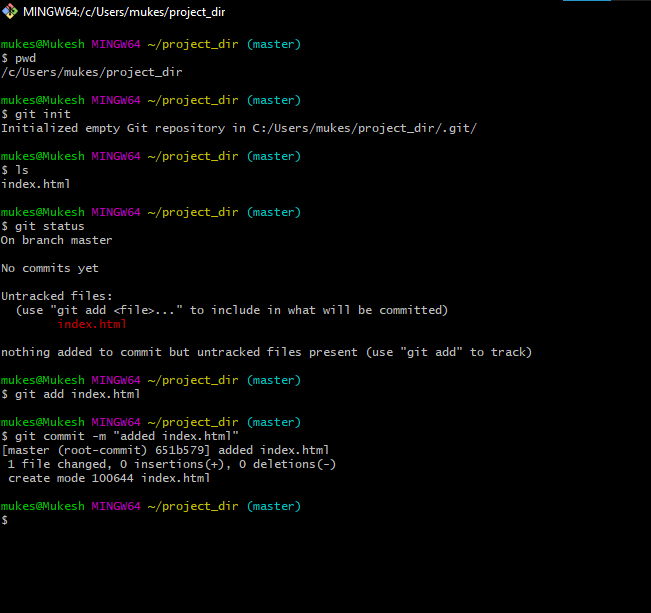 MINGW64:/c/Users/mukes/project_dir
mukes@Mukesh MINGW64 ~/project_dir (master)
$ pwd
/c/Users/mukes/project_dir
mukes@Mukesh MINGW64 ~/project_dir (master)
$ git init
Initialized empty Git repository in C:/Users/mukes/project_dir/.git/
mukes@Mukesh MINGW64 ~/project_dir (master)
$ ls
index.html
mukes@Mukesh MINGW64 ~/project_dir (master)
$ git status
On branch master
No commits yet
Untracked files:
(use "git add <file>..." to include in what will be committed)
index.html
nothing added to commit but untracked files present (use "git add" to track)
mukes@Mukesh MINGW64 ~/project_dir (master)
$ git add index.html
mukes@Mukesh MINGW64 ~/project_dir (master)
$ git commit -m "added index.html"
[master (root-commit) 651b579] added index.html
1 file changed, 0 insertions(+), 0 deletions(-)
create mode 100644 index.html
mukes@Mukesh MINGW64 ~/project_dir (master)
$